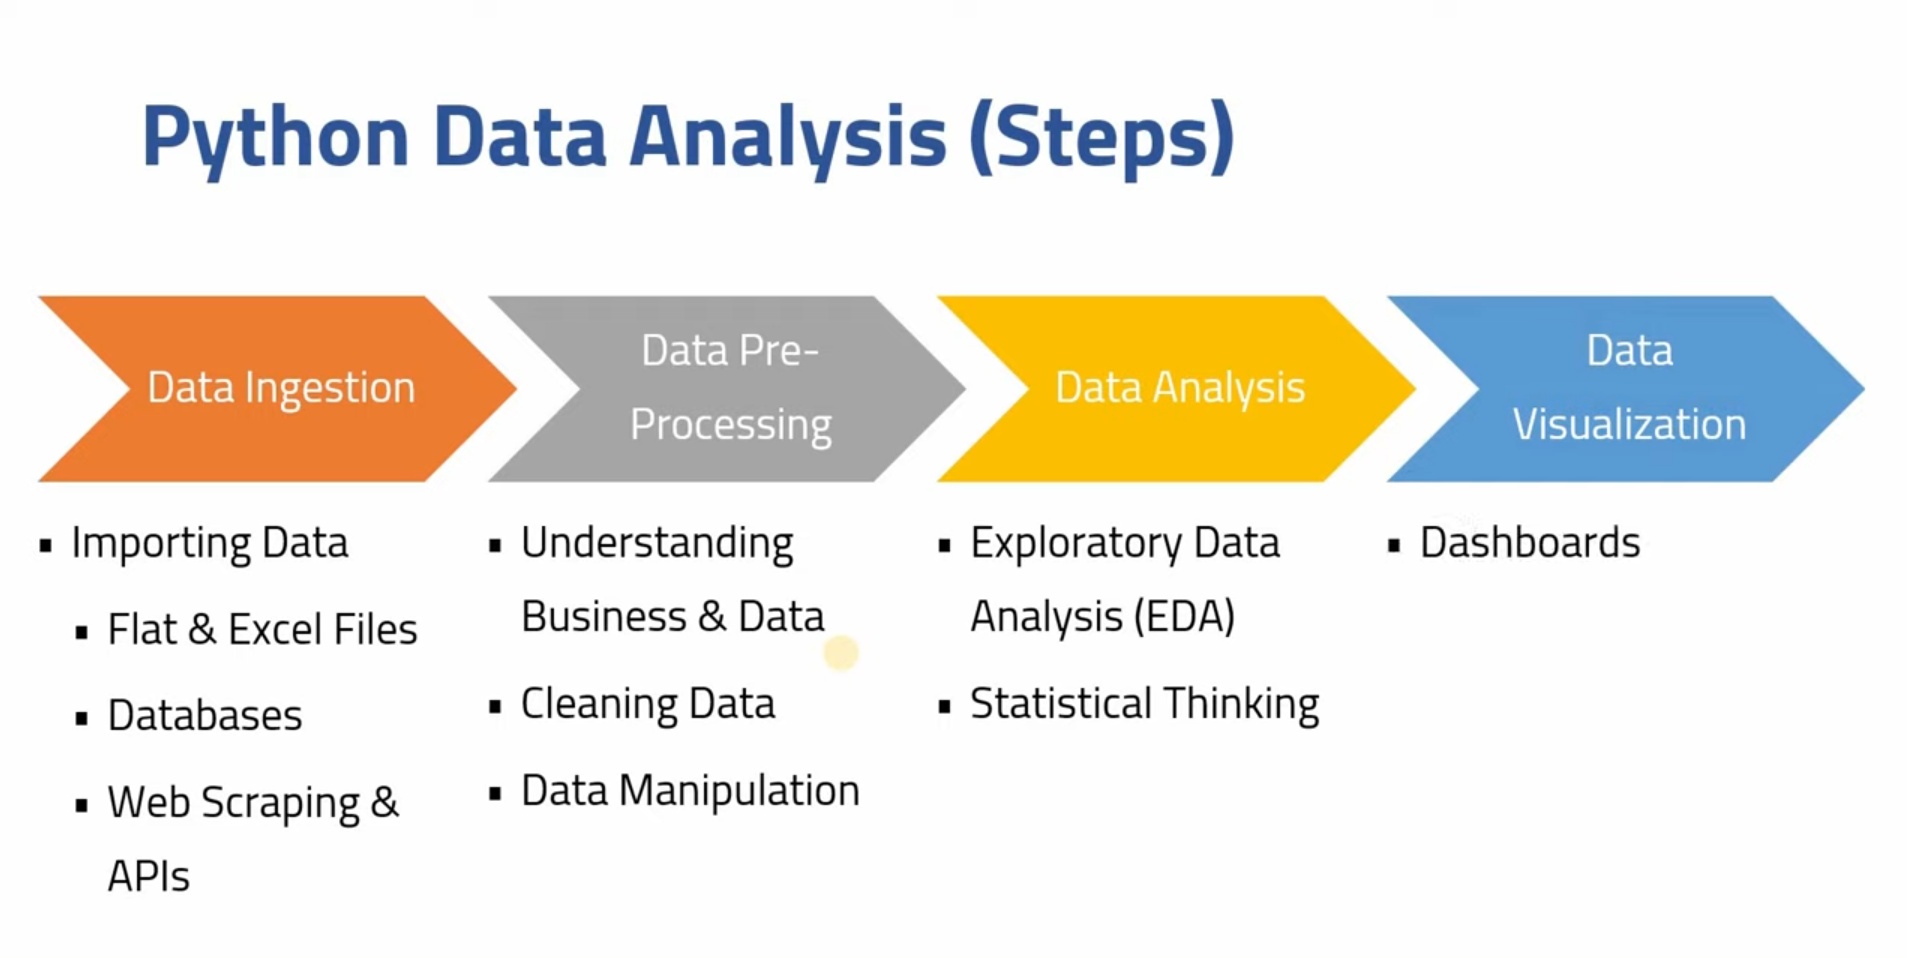 Python Data Analysis (Steps)
Data Ingestion
Data Pre-
Processing
Data Analysis
Data
Visualization
▪ Importing Data
▪ Flat & Excel Files
▪ Databases
▪ Web Scraping &
APIs
▪ Understanding
Business & Data
▪ Cleaning Data
▪ Data Manipulation
▪ Exploratory Data
Analysis (EDA)
▪ Statistical Thinking
▪ Dashboards